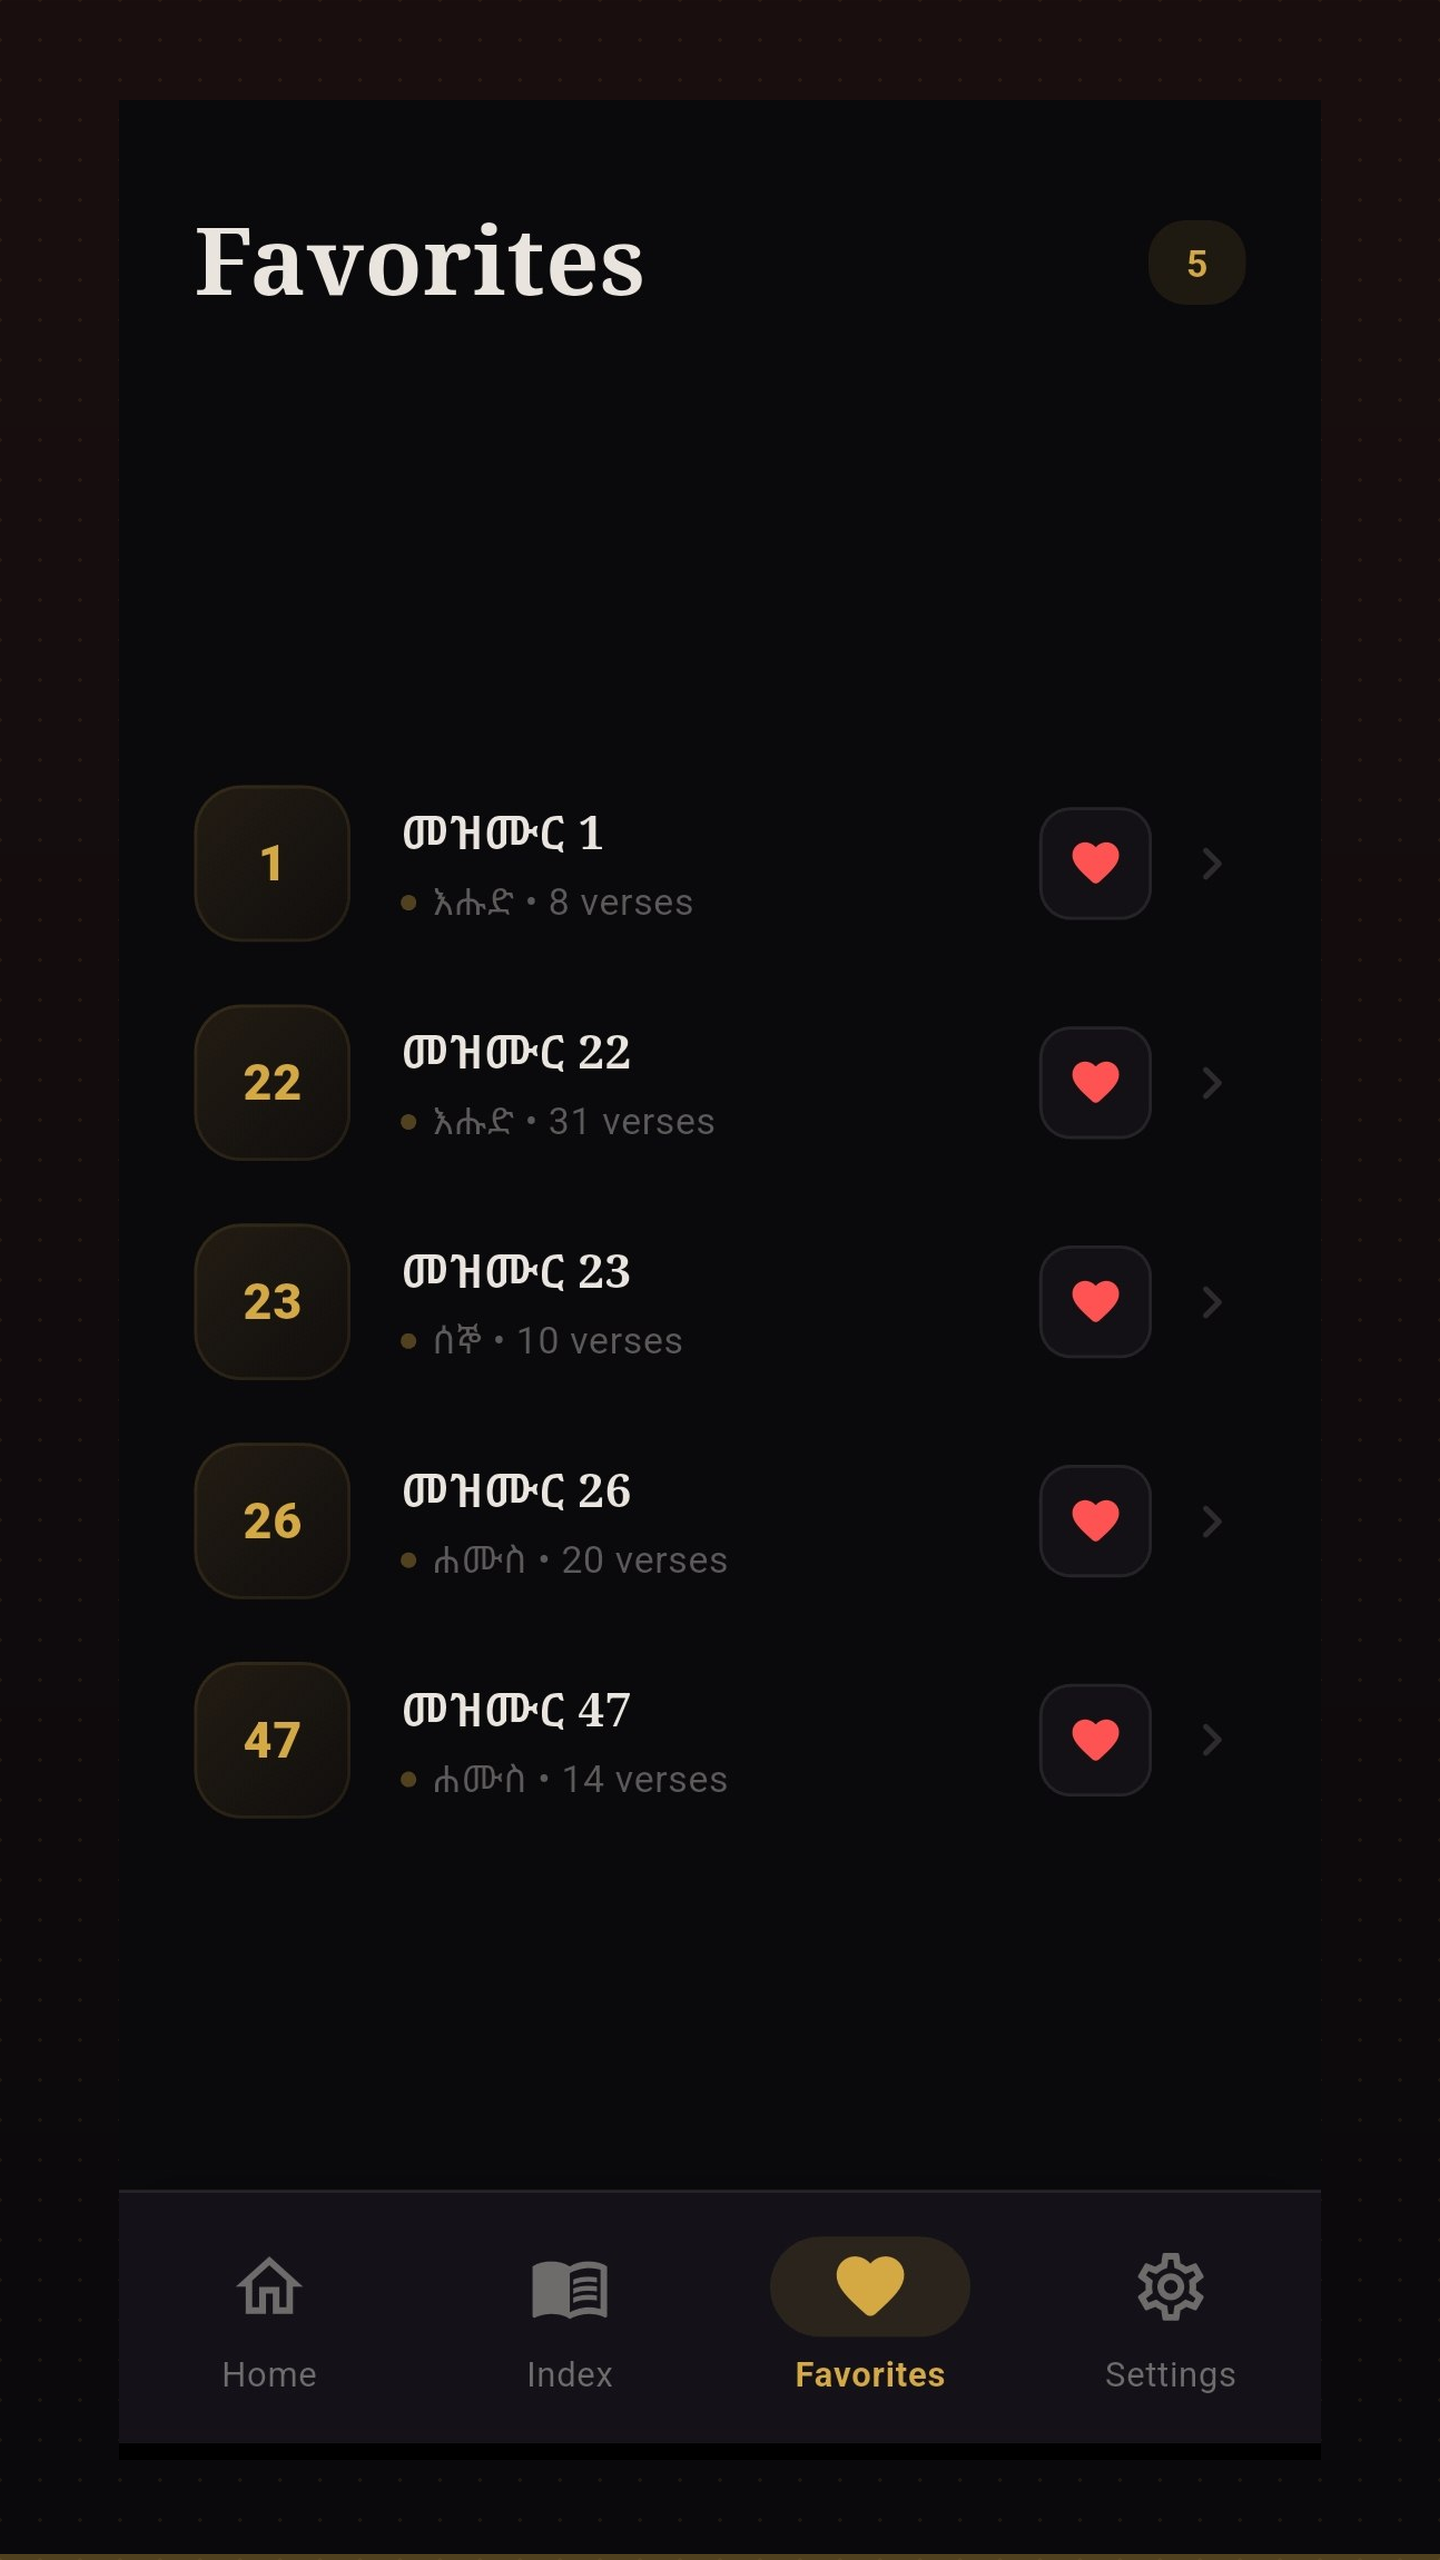 Favorites
5
1
መዝሙር 1
እሑድ • 8 verses
22
መዝሙር 22
እሑድ • 31 verses
23
መዝሙር 23
ሰኞ • 10 verses
26
መዝሙር 26
ሐሙስ • 20 verses
47
መዝሙር 47
ሐሙስ • 14 verses
Home
Index
Favorites
Settings